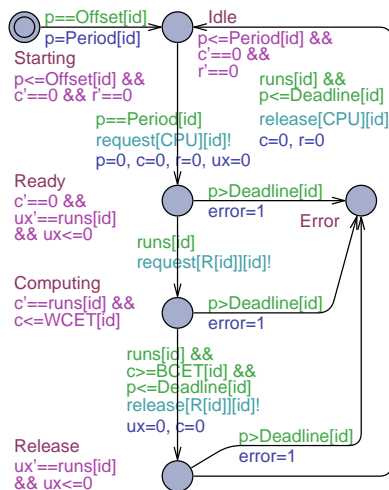 p==Offset[id]
p=Period[id]
Starting
p<=Offset[id] &&
c'==0 && r'==0
Idle
p<=Period[id] &&
c'==0 &&
r'==0
runs[id] &&
p<=Deadline[id]
release[CPU][id]!
c=0, r=0
p==Period[id]
request[CPU][id]!
p=0, c=0, r=0, ux=0
Ready
c'==0 &&
ux'==runs[id]
&& ux<=0
p>Deadline[id]
error=1
Error
runs[id]
request[R[id]][id]!
Computing
c'==runs[id] &&
c<=WCET[id]
p>Deadline[id]
error=1
runs[id] &&
c>=BCET[id] &&
p<=Deadline[id]
release[R[id]][id]!
ux=0, c=0
Release
ux'==runs[id]
&& ux<=0
p>Deadline[id]
error=1